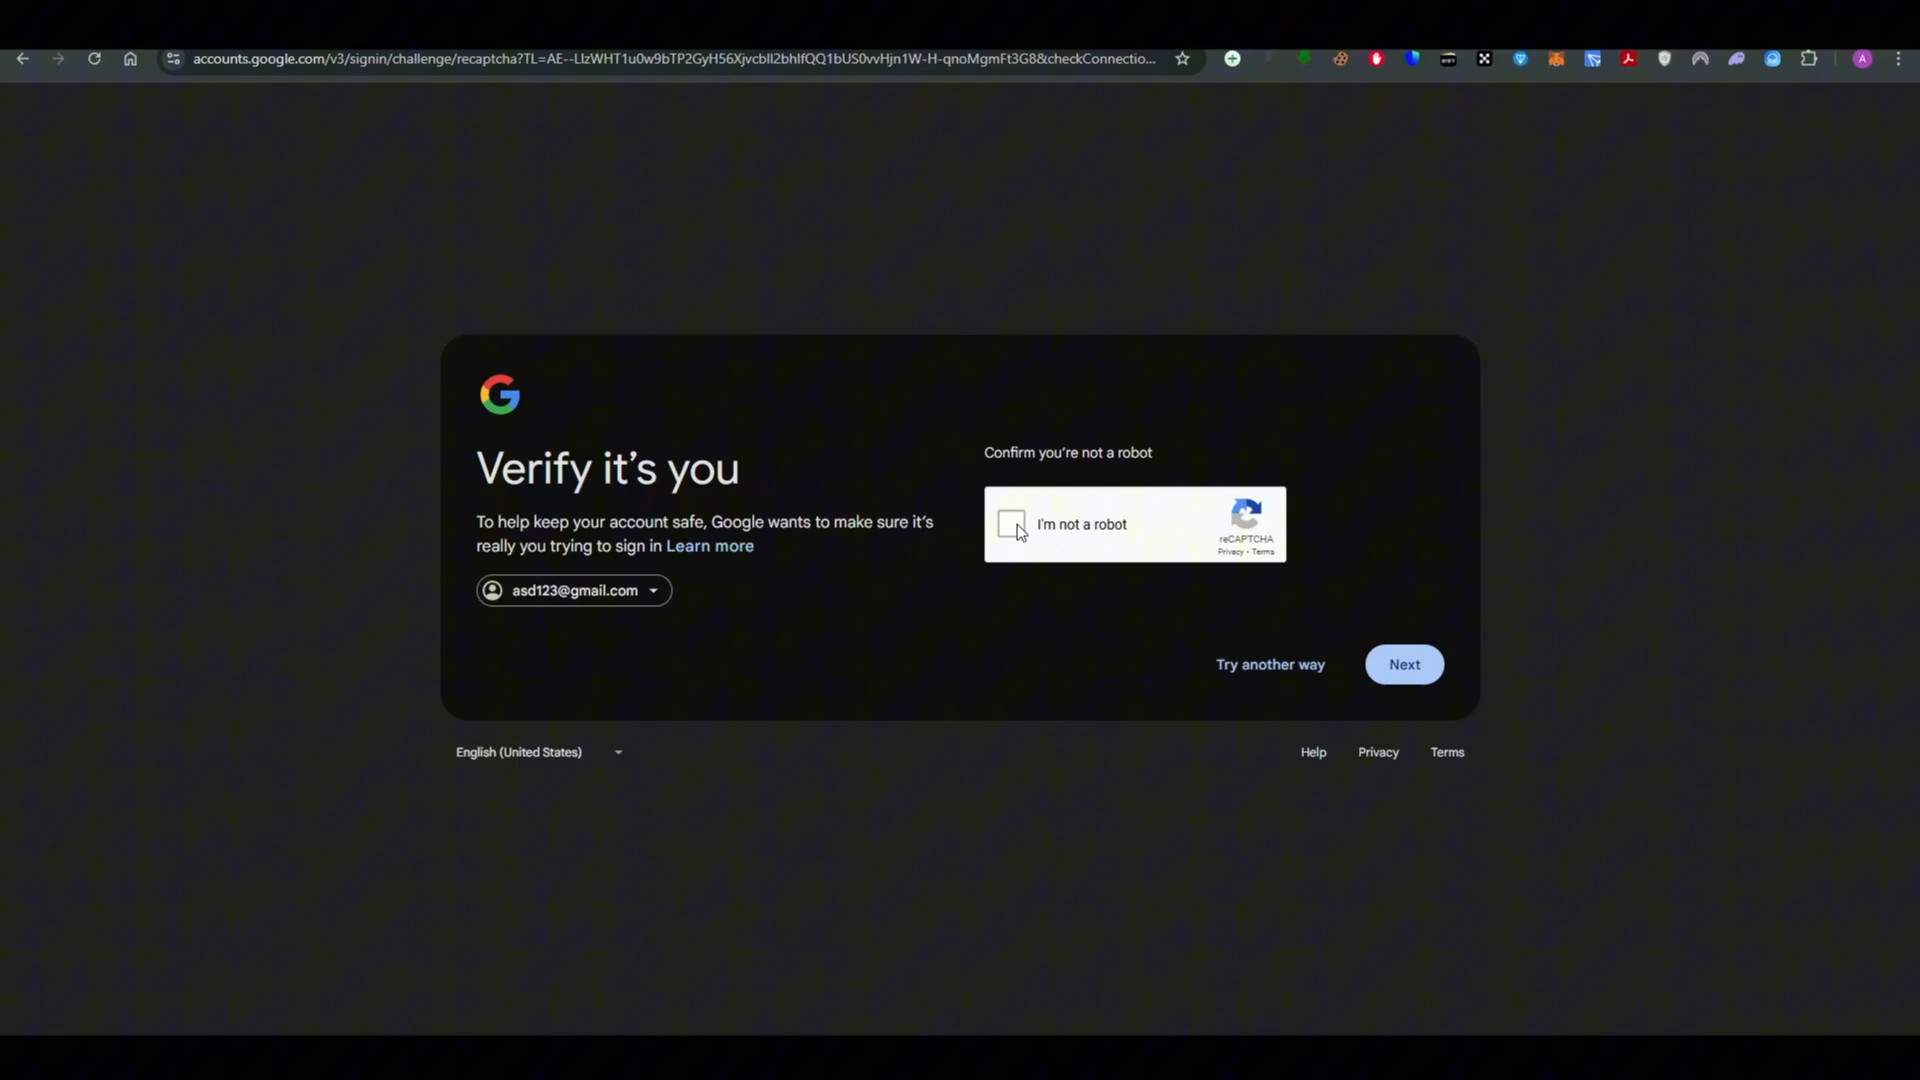 accounts.google.com/v3/signin/challenge/recaptcha?TL=AE--LIzWHT1u0w9bTP2GyH56Xjvcbll2bhIfQQ1bUS0vvHjn1W-H-qnoMgmFt3G8&checkConnectio...
A
Verify it's you
To help keep your account safe, Google wants to make sure it's
really you trying to sign in Learn more
asd123@gmail.com
Confirm you're not a robot
I'm not a robot
reCAPTCHA
Privacy - Terms
Try another way
Next
English (United States)
Help
Privacy
Terms